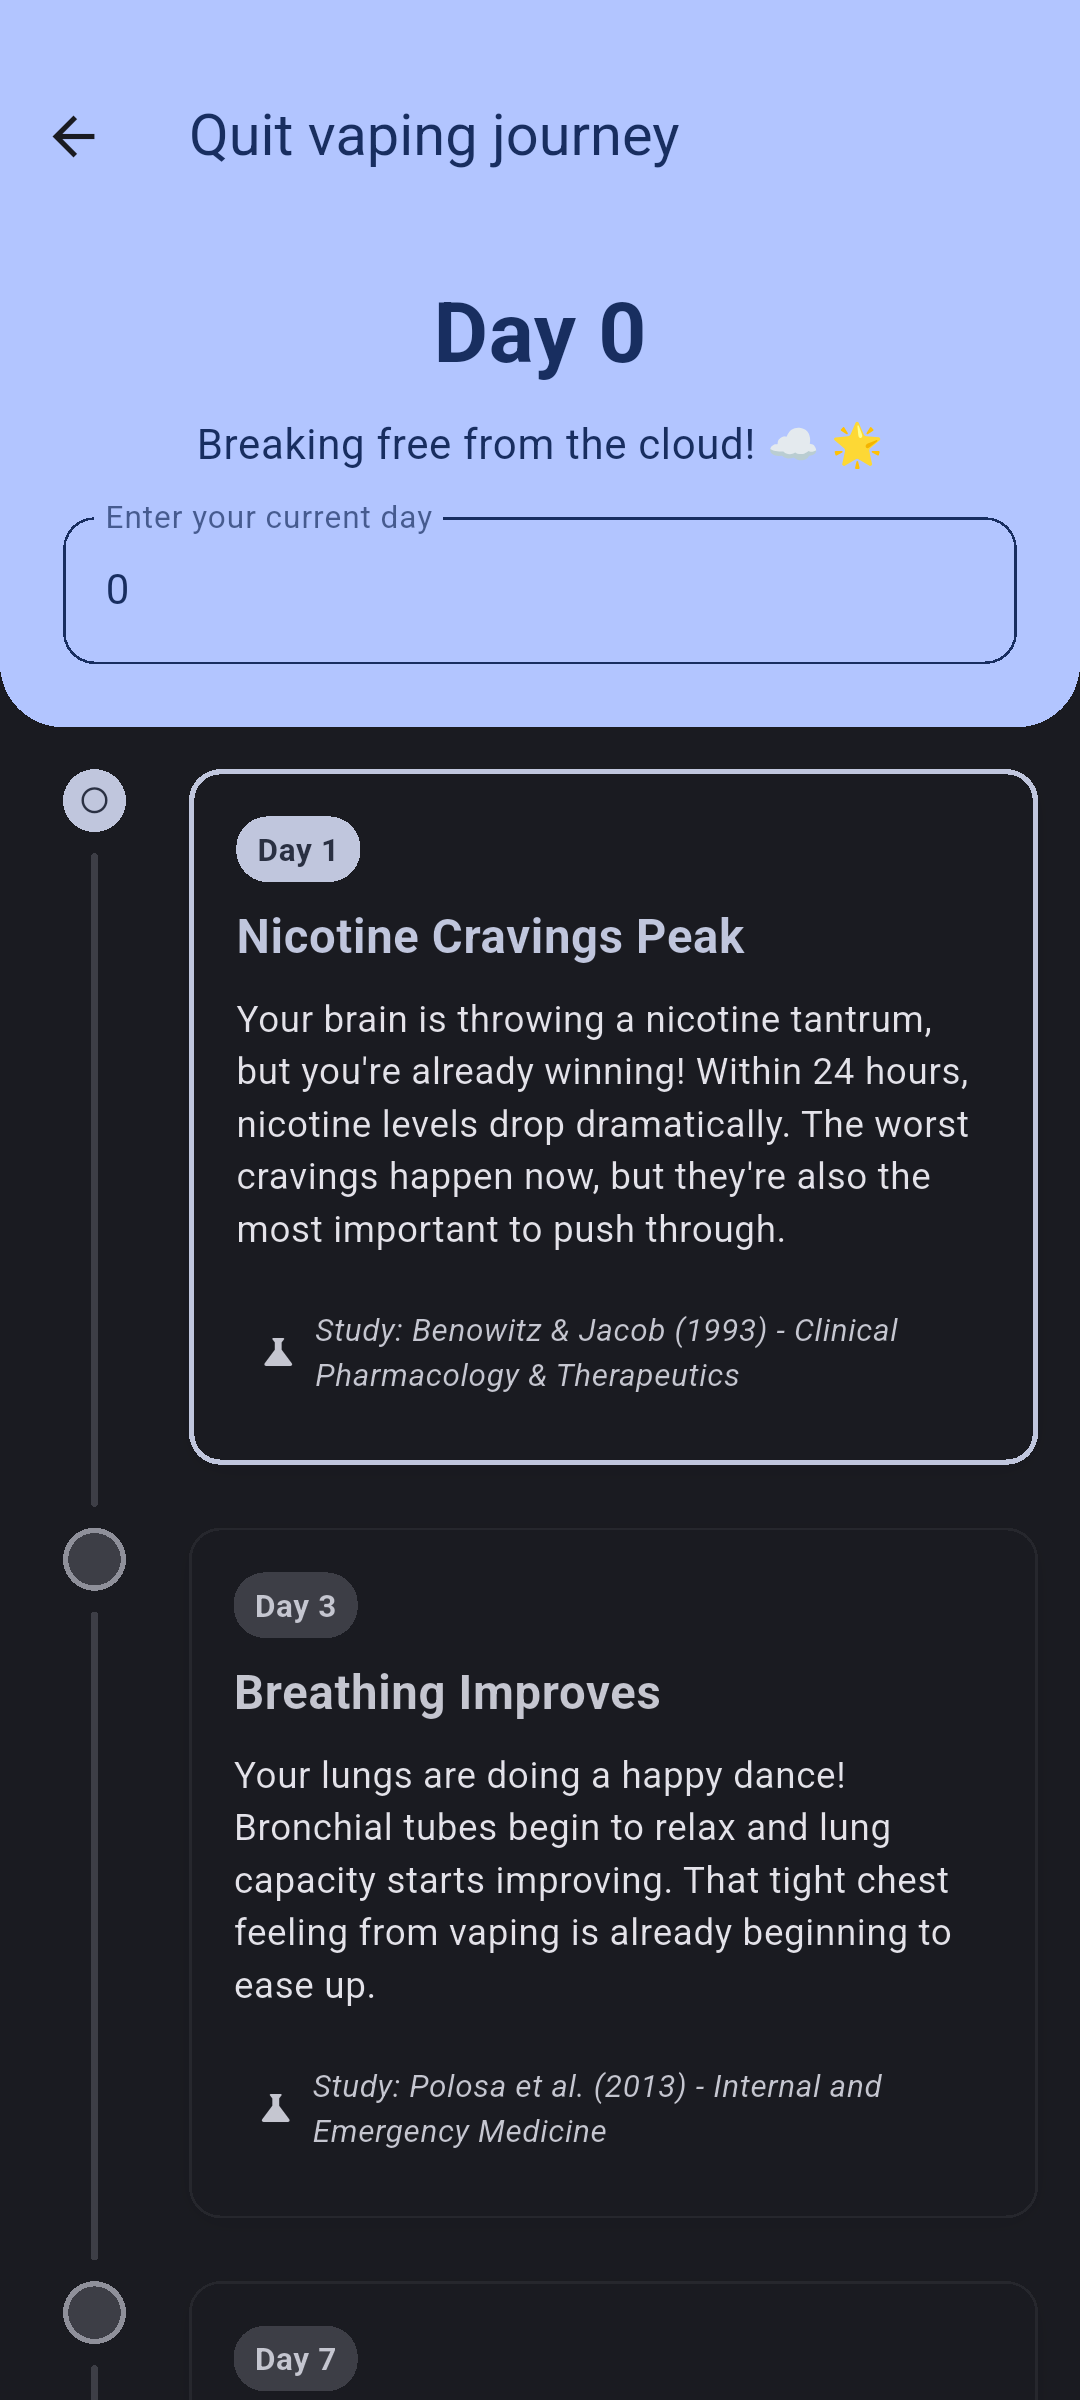 Quit vaping journey
Day 0
Breaking free from the cloud! ☁️ 🌟
Enter your current day
0
Day 1
Nicotine Cravings Peak
Your brain is throwing a nicotine tantrum,
but you're already winning! Within 24 hours,
nicotine levels drop dramatically. The worst
cravings happen now, but they're also the
most important to push through.
Study: Benowitz & Jacob (1993) - Clinical
Pharmacology & Therapeutics
Day 3
Breathing Improves
Your lungs are doing a happy dance!
Bronchial tubes begin to relax and lung
capacity starts improving. That tight chest
feeling from vaping is already beginning to
ease up.
Study: Polosa et al. (2013) - Internal and
Emergency Medicine
Day 7